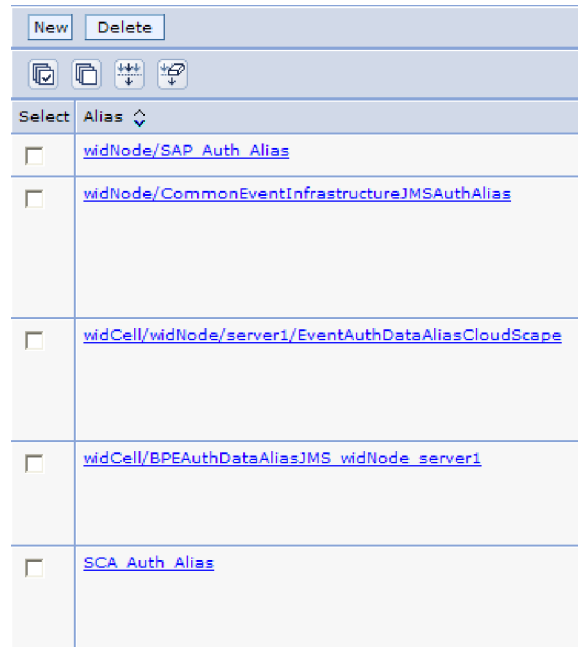 New Delete
Select Alias
widNode/SAP_Auth_Alias
widNode/CommonEventInfrastructureJMSAuthAlias
widCell/widNode/server1/EventAuthDataAliasCloudScape
widCell/BPEAuthDataAliasJMS_widNode_server1
SCA_Auth_Alias